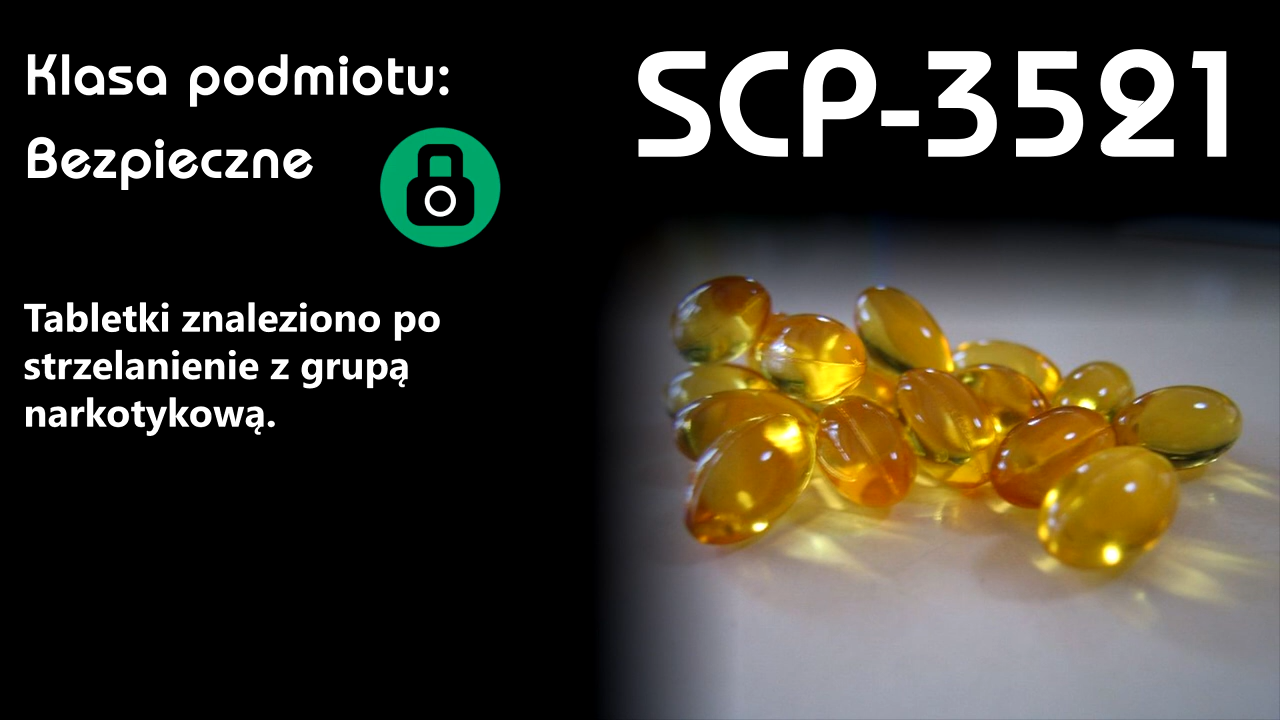 Klasa podmiotu:
Bezpieczne
SCP-3521
Tabletki znaleziono po
strzelanienie z grupą
narkotykową.